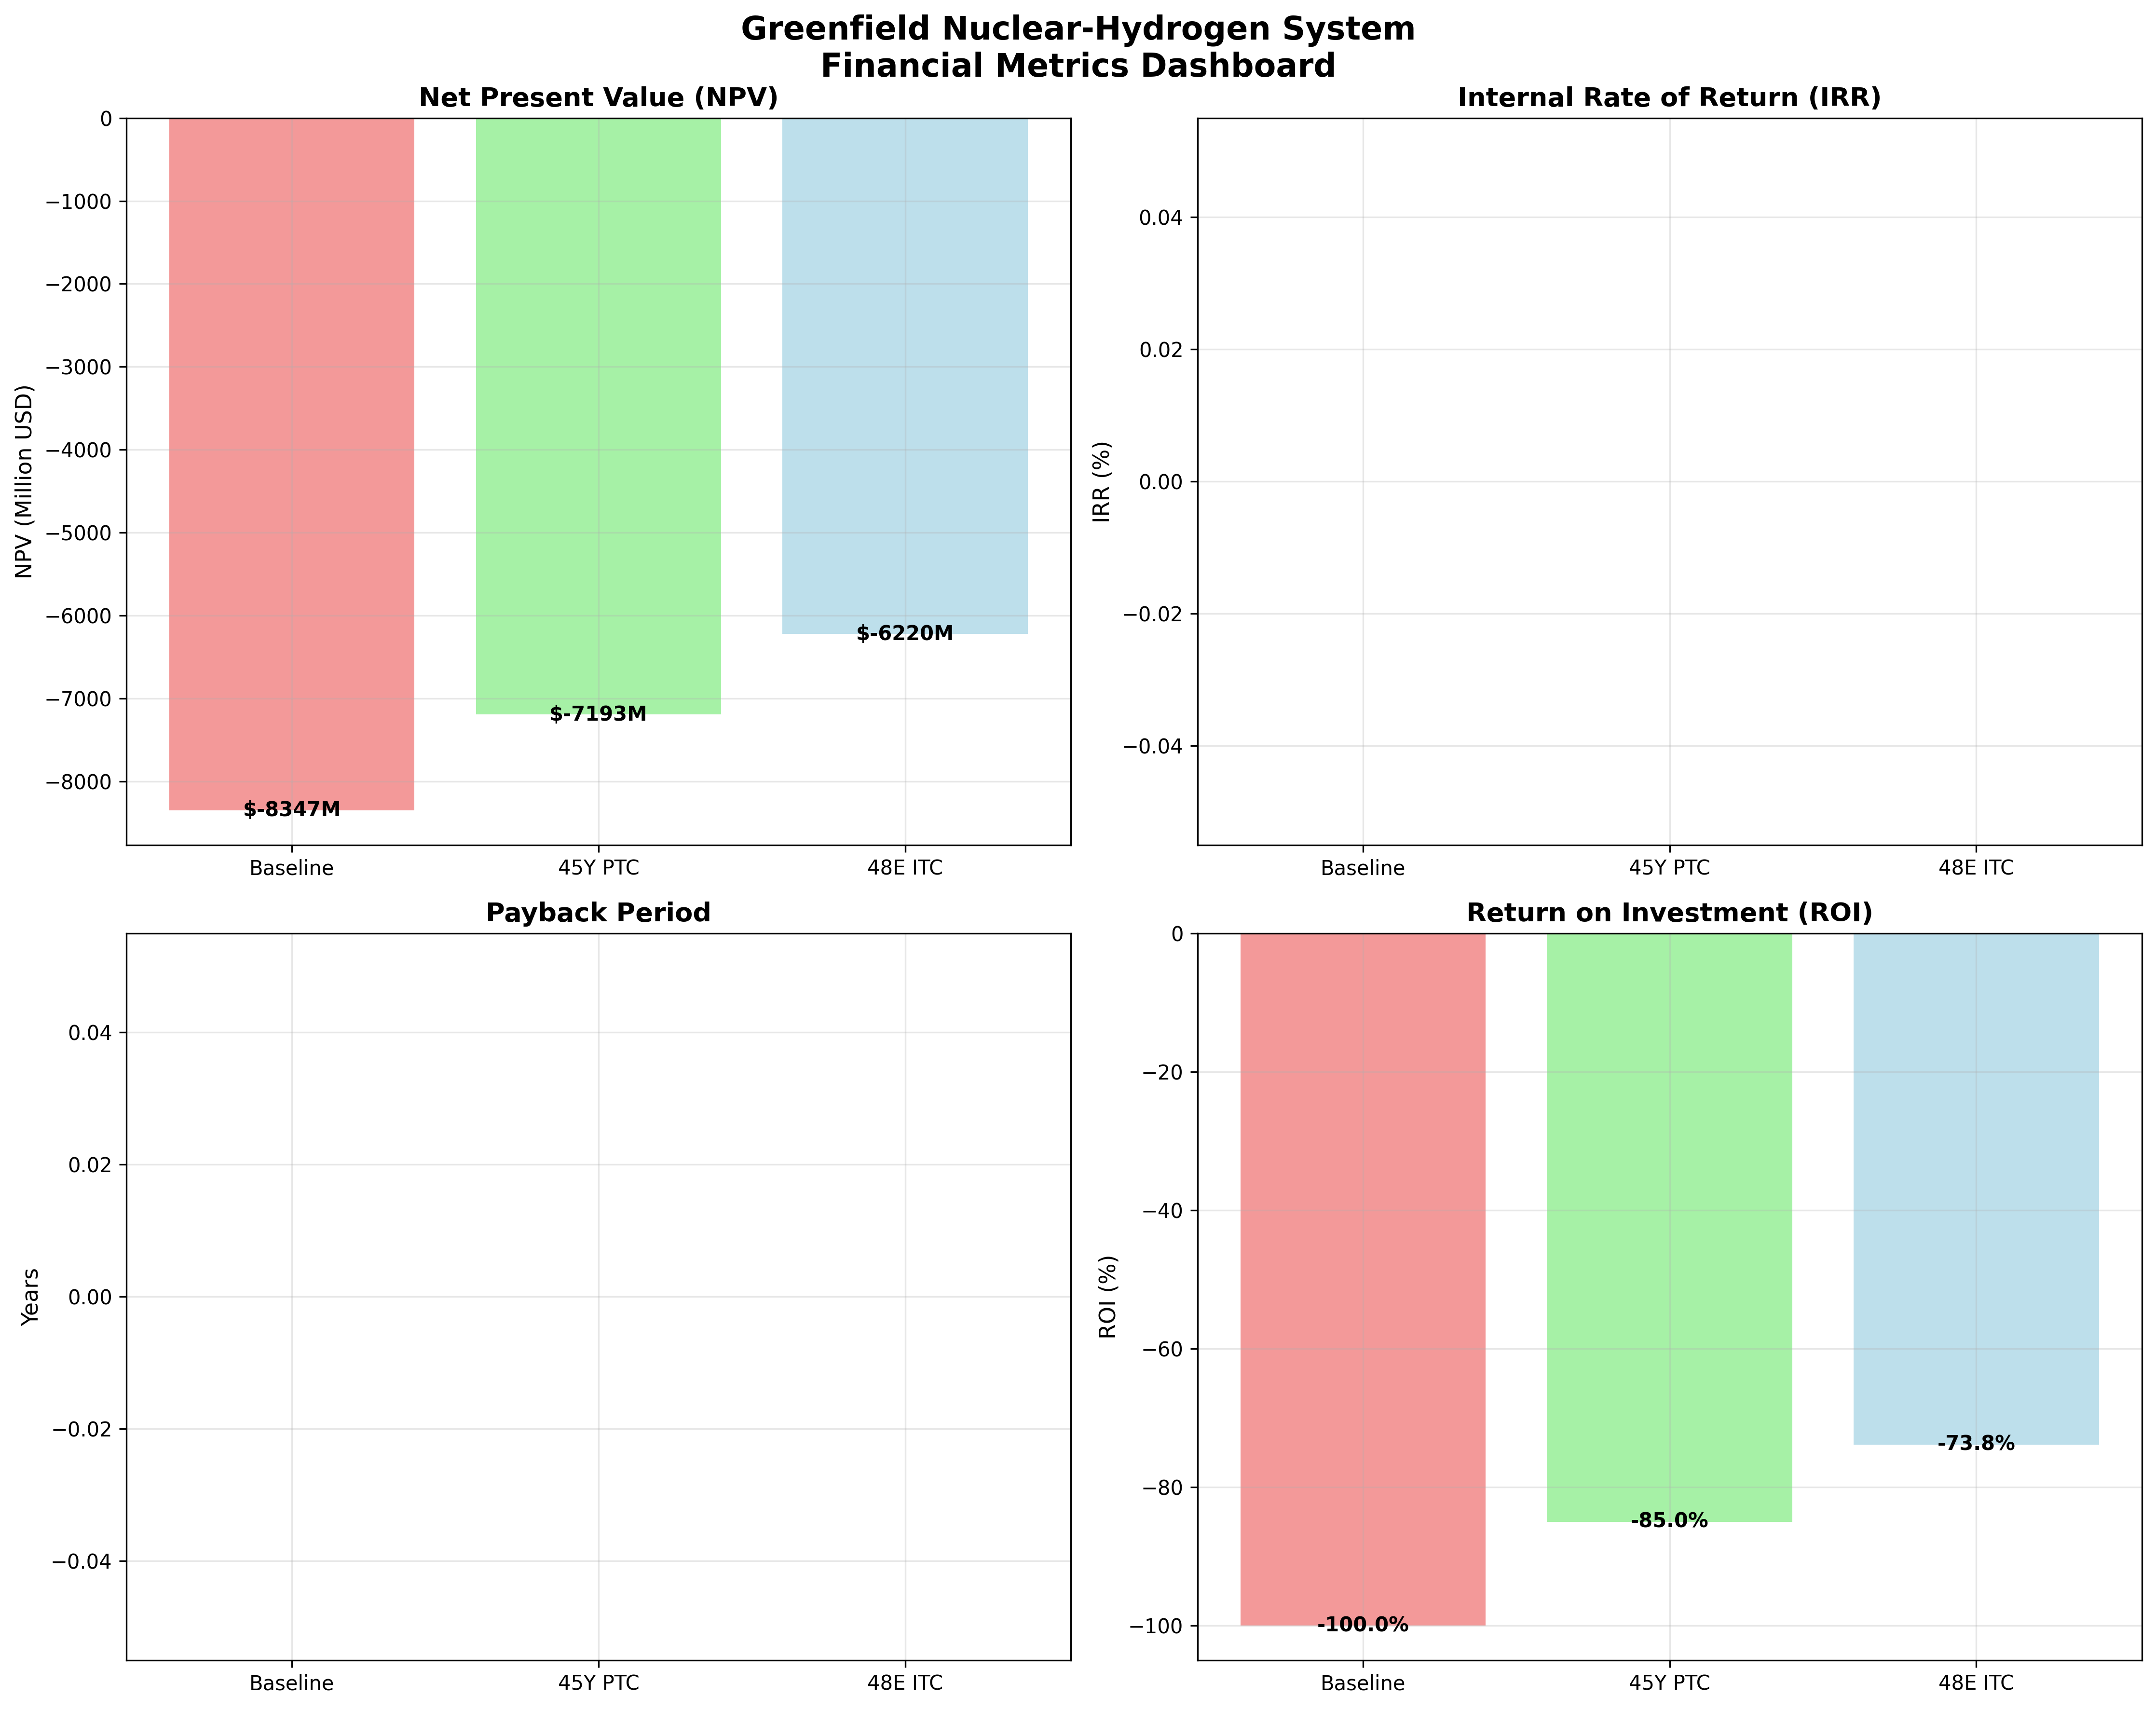 Greenfield Nuclear-Hydrogen System
Financial Metrics Dashboard
Net Present Value (NPV)
NPV (Million USD)
0
−1000
−2000
−3000
−4000
−5000
−6000
−7000
−8000
$-8347M
$-7193M
$-6220M
Baseline
45Y PTC
48E ITC
Internal Rate of Return (IRR)
IRR (%)
0.04
0.02
0.00
−0.02
−0.04
Baseline
45Y PTC
48E ITC
Payback Period
Years
0.04
0.02
0.00
−0.02
−0.04
Baseline
45Y PTC
48E ITC
Return on Investment (ROI)
ROI (%)
0
−20
−40
−60
−80
−100
-100.0%
-85.0%
-73.8%
Baseline
45Y PTC
48E ITC